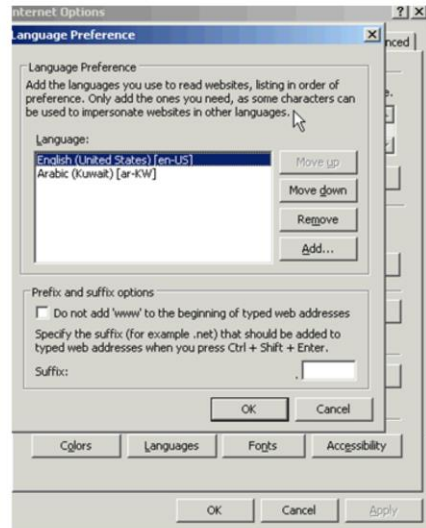 nternet Options
? X
Language Preference
X
nced
Language Preference
Add the languages you use to read websites, listing in order of
preference. Only add the ones you need, as some characters can
be used to impersonate websites in other languages.
Language:
English (United States) [en-US]
Arabic (Kuwait) [ar-KW]
Move up
Move down
Remove
Add...
Prefix and suffix options
Do not add 'www' to the beginning of typed web addresses
Specify the suffix (for example .net) that should be added to
typed web addresses when you press Ctrl + Shift + Enter.
Suffix:
.
OK Cancel
Colors Languages Fonts Accessibility
OK Cancel Apply